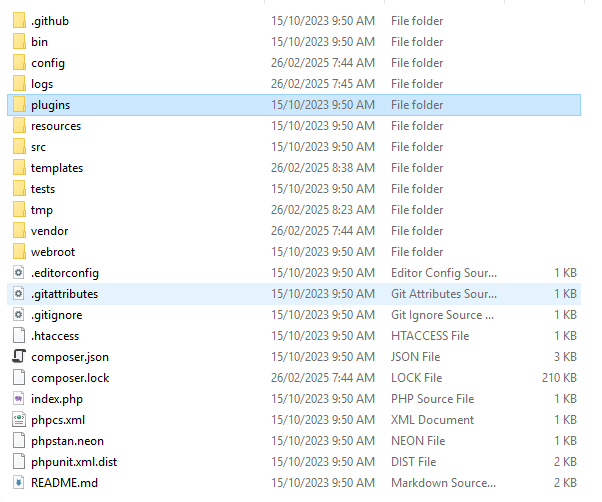 .github 15/10/2023 9:50 AM File folder
bin 15/10/2023 9:50 AM File folder
config 26/02/2025 7:44 AM File folder
logs 26/02/2025 7:45 AM File folder
plugins 15/10/2023 9:50 AM File folder
resources 15/10/2023 9:50 AM File folder
src 15/10/2023 9:50 AM File folder
templates 26/02/2025 8:38 AM File folder
tests 15/10/2023 9:50 AM File folder
tmp 26/02/2025 8:23 AM File folder
vendor 26/02/2025 7:44 AM File folder
webroot 15/10/2023 9:50 AM File folder
.editorconfig 15/10/2023 9:50 AM Editor Config Sour... 1 KB
.gitattributes 15/10/2023 9:50 AM Git Attributes Sour... 1 KB
.gitignore 15/10/2023 9:50 AM Git Ignore Source ... 1 KB
.htaccess 15/10/2023 9:50 AM HTACCESS File 1 KB
composer.json 15/10/2023 9:50 AM JSON File 3 KB
composer.lock 26/02/2025 7:44 AM LOCK File 210 KB
index.php 15/10/2023 9:50 AM PHP Source File 1 KB
phpcs.xml 15/10/2023 9:50 AM XML Document 1 KB
phpstan.neon 15/10/2023 9:50 AM NEON File 1 KB
phpunit.xml.dist 15/10/2023 9:50 AM DIST File 2 KB
README.md 15/10/2023 9:50 AM Markdown Source... 2 KB